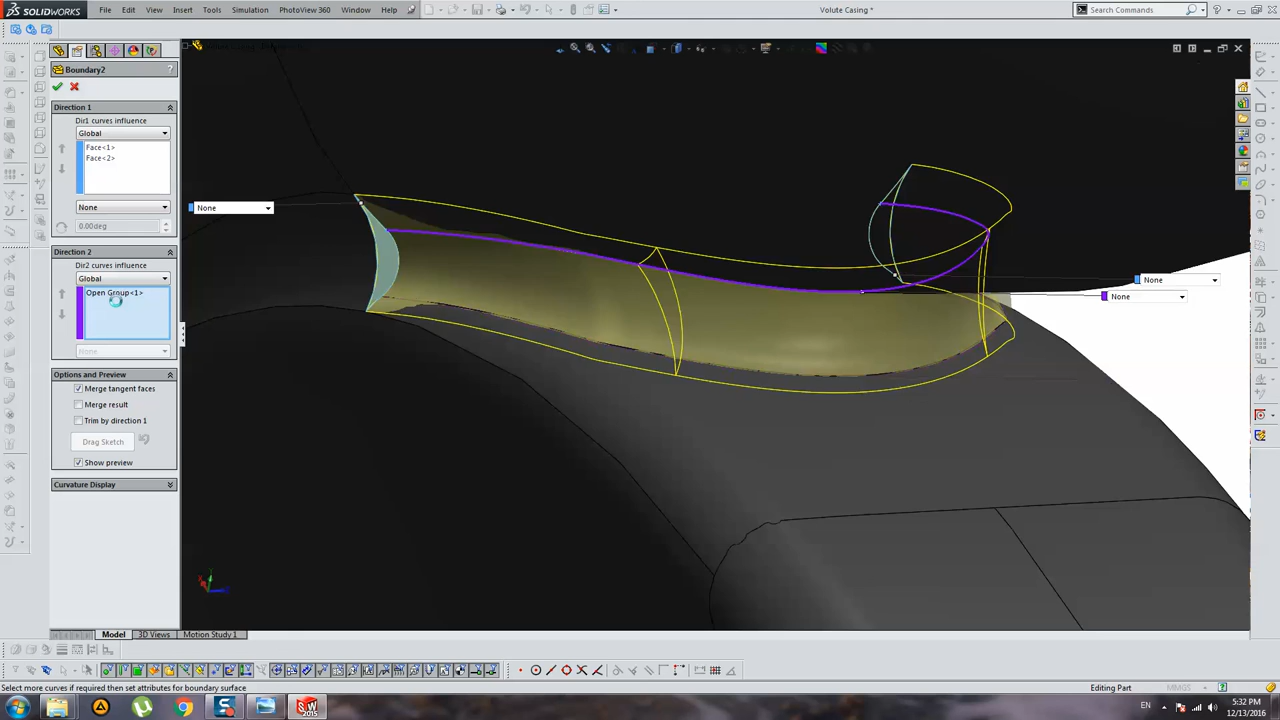 SOLIDWORKS
File Edit View Insert Tools Simulation PhotoView 360 Window Help
Volute Casing *
Search Commands
Boundary2
?
Direction 1
Dir1 curves influence
Global
Face<1>
Face<2>
None
0.00deg
Direction 2
Dir2 curves influence
Global
Open Group<1>
None
Options and Preview
Merge tangent faces
Merge result
Trim by direction 1
Drag Sketch
Show preview
Curvature Display
None
None
None
Model 3D Views Motion Study 1
Select more curves if required then set attributes for boundary surface
Editing Part
MMGS
EN
5:32 PM
12/13/2016